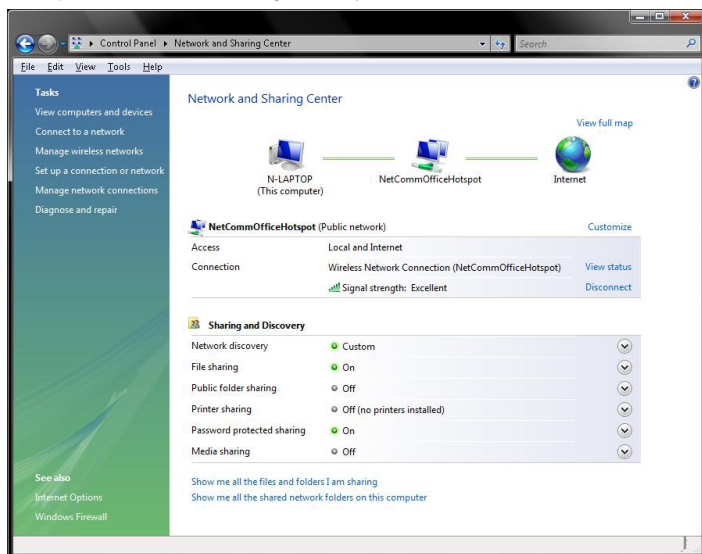 Control Panel ▸ Network and Sharing Center
Search
File Edit View Tools Help
Tasks
View computers and devices
Connect to a network
Manage wireless networks
Set up a connection or network
Manage network connections
Diagnose and repair
See also
Internet Options
Windows Firewall
Network and Sharing Center
View full map
N-LAPTOP
(This computer)
NetCommOfficeHotspot
Internet
NetCommOfficeHotspot (Public network) Customize
Access Local and Internet
Connection Wireless Network Connection (NetCommOfficeHotspot) View status
Signal strength: Excellent Disconnect
Sharing and Discovery
Network discovery Custom
File sharing On
Public folder sharing Off
Printer sharing Off (no printers installed)
Password protected sharing On
Media sharing Off
Show me all the files and folders I am sharing
Show me all the shared network folders on this computer